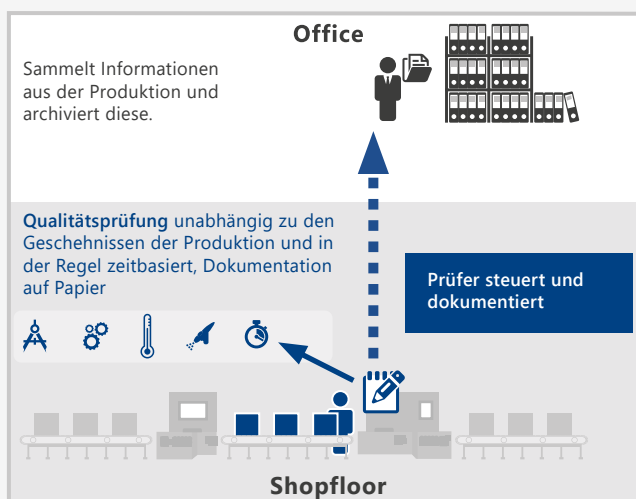 Office
Sammelt Informationen
aus der Produktion und
archiviert diese.
Qualitätsprüfung unabhängig zu den
Geschehnissen der Produktion und in
der Regel zeitbasiert, Dokumentation
auf Papier
Prüfer steuert und
dokumentiert
Shopfloor